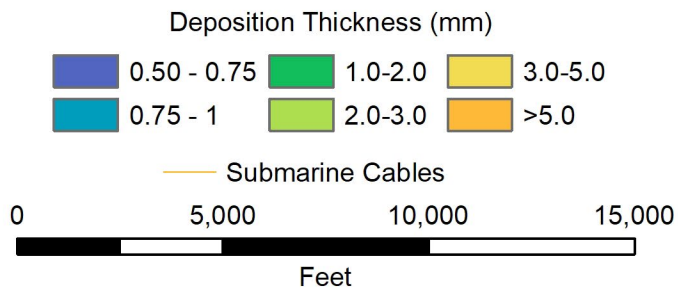 Deposition Thickness (mm)
0.50 - 0.75 1.0-2.0 3.0-5.0
0.75 - 1 2.0-3.0 >5.0
Submarine Cables
0 5,000 10,000 15,000
Feet